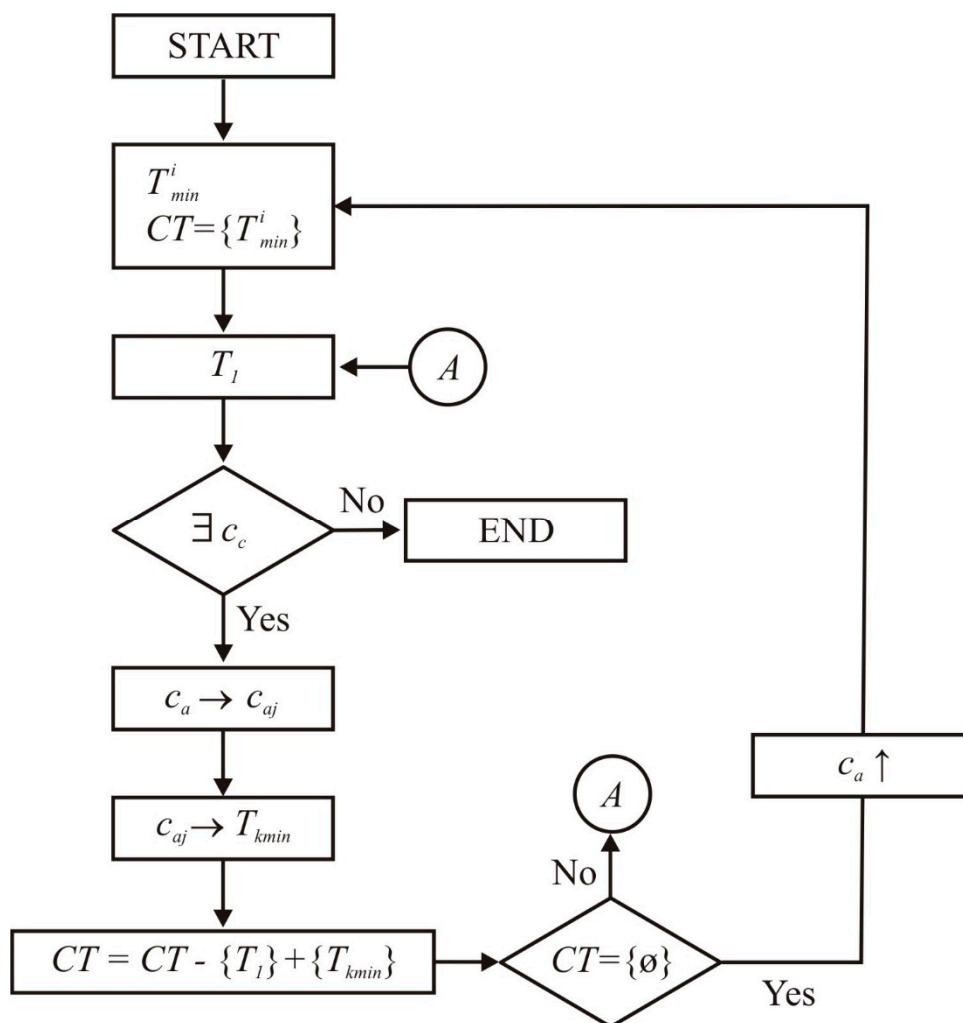 START
T^i_min
CT={T^i_min}
T_1
A
∃ c_c
No
END
Yes
c_a → c_aj
c_a ↑
A
c_aj → T_kmin
No
CT = CT - {T_1}+{T_kmin}
CT={ø}
Yes